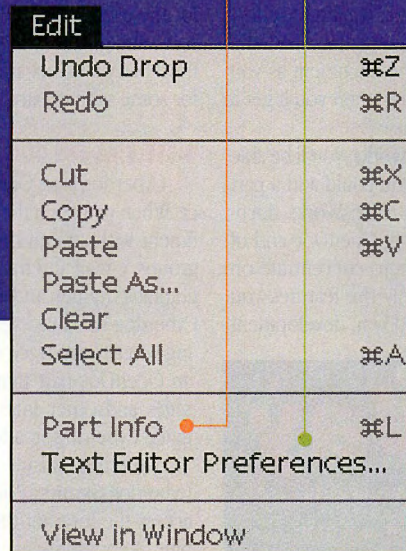 Edit
Undo Drop ⌘Z
Redo ⌘R
Cut ⌘X
Copy ⌘C
Paste ⌘V
Paste As...
Clear
Select All ⌘A
Part Info ⌘L
Text Editor Preferences...
View in Window